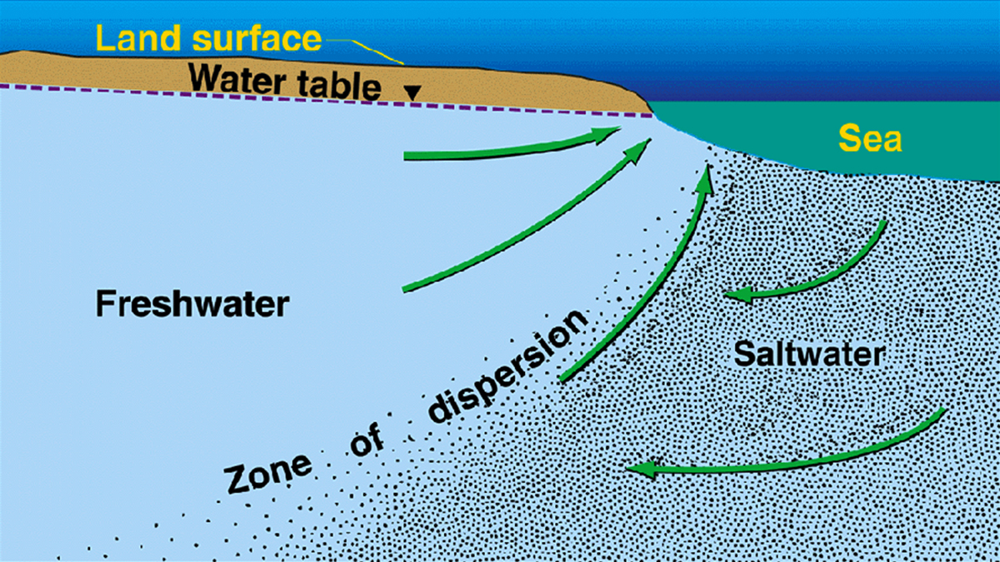 Land surface
Water table
Sea
Freshwater
Saltwater
Zone of dispersion